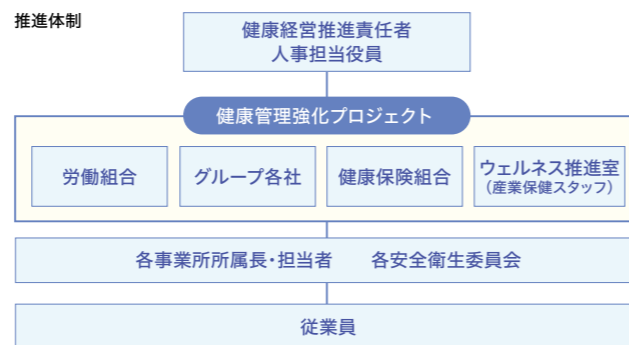 推進体制
健康経営推進責任者
人事担当役員
健康管理強化プロジェクト
労働組合
グループ各社
健康保険組合
ウェルネス推進室
（産業保健スタッフ）
各事業所所属長・担当者　各安全衛生委員会
従業員